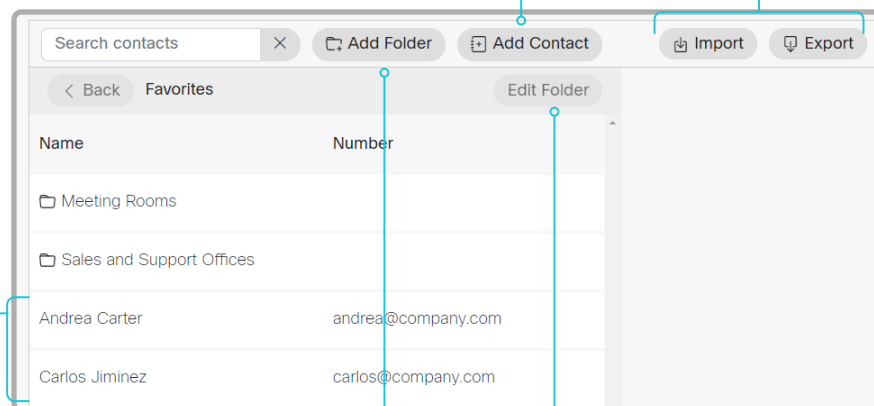 Search contacts Add Folder Add Contact Import Export
Back Favorites Edit Folder
Name Number
Meeting Rooms
Sales and Support Offices
Andrea Carter andrea@company.com
Carlos Jiminez carlos@company.com